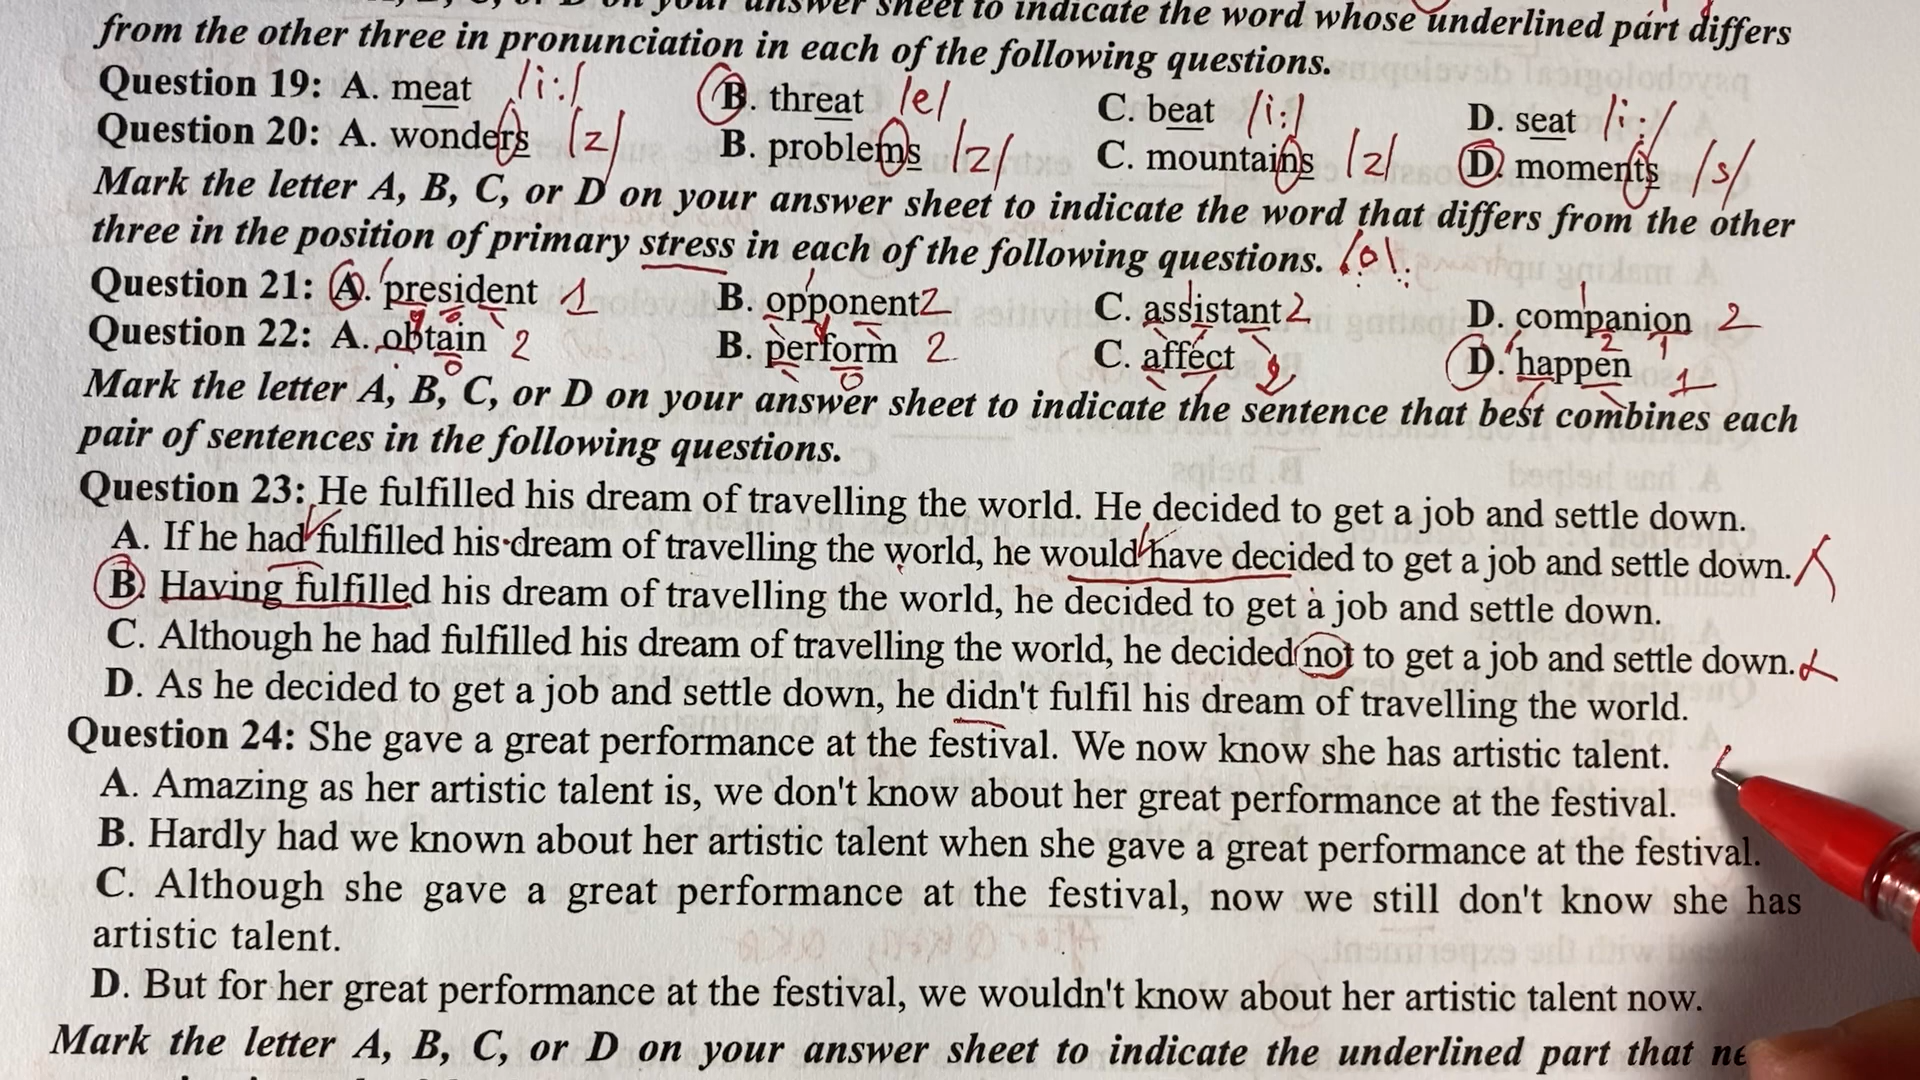 on your answer sheet to indicate the word whose underlined part differs
from the other three in pronunciation in each of the following questions.
Question 19: A. meat /i:/ B. threat /e/ C. beat /i:/ D. seat /i:/
Question 20: A. wonders /z/ B. problems /z/ C. mountains /z/ D. moments /s/
Mark the letter A, B, C, or D on your answer sheet to indicate the word that differs from the other
three in the position of primary stress in each of the following questions. /ə/
Question 21: A. president 1 B. opponent 2 C. assistant 2 D. companion 2
Question 22: A. obtain 2 B. perform 2 C. affect 2 D. happen 1
Mark the letter A, B, C, or D on your answer sheet to indicate the sentence that best combines each
pair of sentences in the following questions.
Question 23: He fulfilled his dream of travelling the world. He decided to get a job and settle down.
A. If he had fulfilled his dream of travelling the world, he would have decided to get a job and settle down.
B. Having fulfilled his dream of travelling the world, he decided to get a job and settle down.
C. Although he had fulfilled his dream of travelling the world, he decided not to get a job and settle down.
D. As he decided to get a job and settle down, he didn't fulfil his dream of travelling the world.
Question 24: She gave a great performance at the festival. We now know she has artistic talent.
A. Amazing as her artistic talent is, we don't know about her great performance at the festival.
B. Hardly had we known about her artistic talent when she gave a great performance at the festival.
C. Although she gave a great performance at the festival, now we still don't know she has
artistic talent.
D. But for her great performance at the festival, we wouldn't know about her artistic talent now.
Mark the letter A, B, C, or D on your answer sheet to indicate the underlined part that